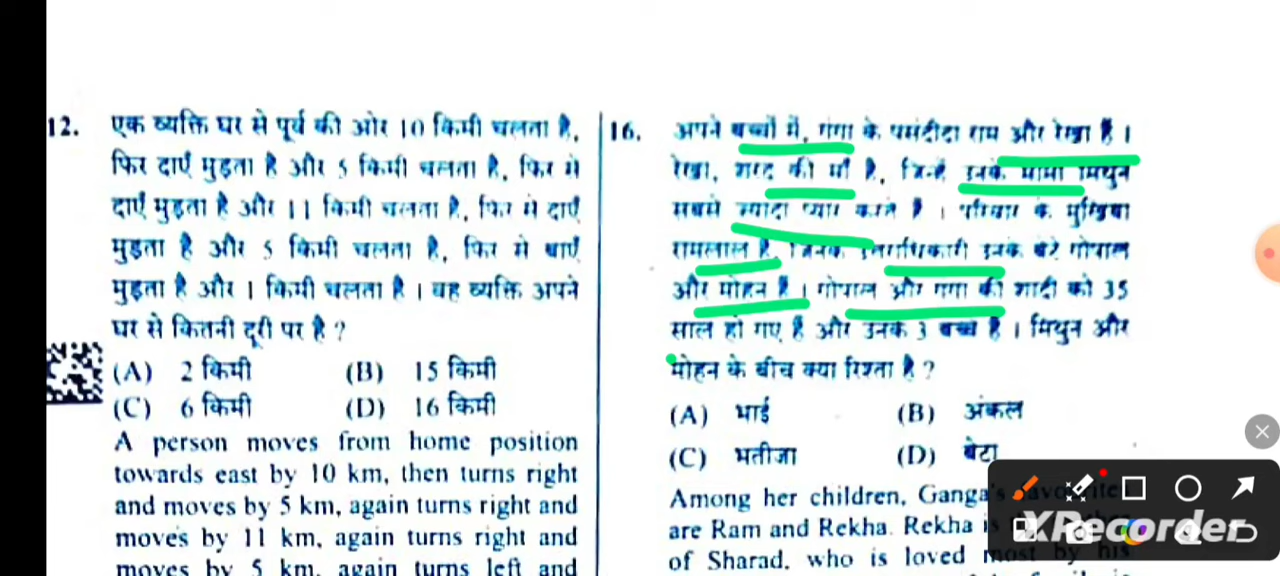 12. एक व्यक्ति घर से पूर्व की ओर 10 किमी चलता है,
फिर दाएँ मुड़ता है और 5 किमी चलता है, फिर से
दाएँ मुड़ता है और 11 किमी चलता है, फिर से दाएँ
मुड़ता है और 5 किमी चलता है, फिर से बाएँ
मुड़ता है और 1 किमी चलता है । वह व्यक्ति अपने
घर से कितनी दूरी पर है ?
(A) 2 किमी (B) 15 किमी
(C) 6 किमी (D) 16 किमी
A person moves from home position
towards east by 10 km, then turns right
and moves by 5 km, again turns right and
moves by 11 km, again turns right and
moves by 5 km, again turns left and
16. अपने बच्चों में, गंगा के पसंदीदा राम और रेखा हैं ।
रेखा, शरद की माँ है, जिन्हें उनके मामा मिथुन
सबसे ज्यादा प्यार करते हैं । परिवार के मुखिया
रामलाल है, जिनके उत्तराधिकारी उनके बेटे गोपाल
और मोहन हैं । गोपाल और गंगा की शादी को 35
साल हो गए हैं और उनके 3 बच्चे हैं । मिथुन और
मोहन के बीच क्या रिश्ता है ?
(A) भाई (B) अंकल
(C) भतीजा (D) बेटा
Among her children, Ganga's
are Ram and Rekha. Rekha
of Sharad, who is loved most by his
XRecorder